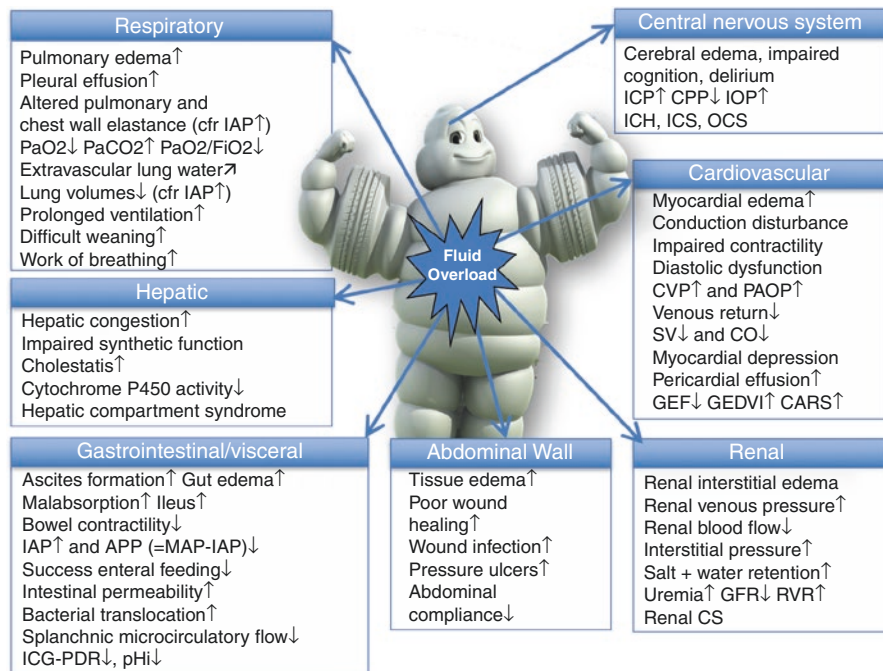 Respiratory
Pulmonary edema↑
Pleural effusion↑
Altered pulmonary and
chest wall elastance (cfr IAP↑)
PaO2↓ PaCO2↑ PaO2/FiO2↓
Extravascular lung water↗
Lung volumes↓ (cfr IAP↑)
Prolonged ventilation↑
Difficult weaning↑
Work of breathing↑
Central nervous system
Cerebral edema, impaired
cognition, delirium
ICP↑ CPP↓ IOP↑
ICH, ICS, OCS
Fluid
Overload
Cardiovascular
Myocardial edema↑
Conduction disturbance
Impaired contractility
Diastolic dysfunction
CVP↑ and PAOP↑
Venous return↓
SV↓ and CO↓
Myocardial depression
Pericardial effusion↑
GEF↓ GEDVI↑ CARS↑
Hepatic
Hepatic congestion↑
Impaired synthetic function
Cholestatis↑
Cytochrome P450 activity↓
Hepatic compartment syndrome
Gastrointestinal/visceral
Ascites formation↑ Gut edema↑
Malabsorption↑ Ileus↑
Bowel contractility↓
IAP↑ and APP (=MAP-IAP)↓
Success enteral feeding↓
Intestinal permeability↑
Bacterial translocation↑
Splanchnic microcirculatory flow↓
ICG-PDR↓, pHi↓
Abdominal Wall
Tissue edema↑
Poor wound
healing↑
Wound infection↑
Pressure ulcers↑
Abdominal
compliance↓
Renal
Renal interstitial edema
Renal venous pressure↑
Renal blood flow↓
Interstitial pressure↑
Salt + water retention↑
Uremia↑ GFR↓ RVR↑
Renal CS